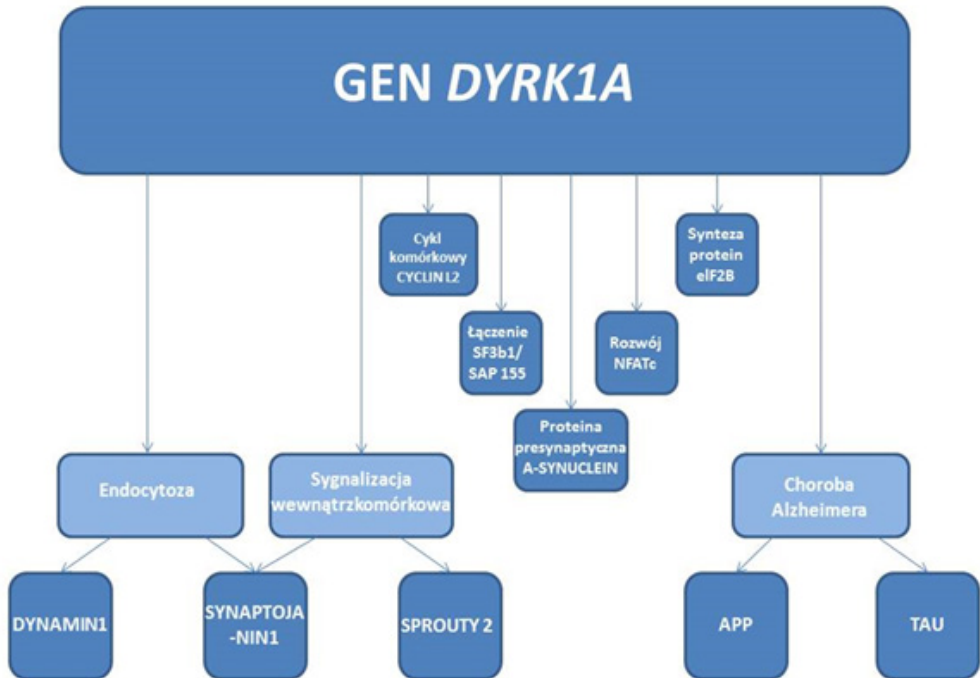 GEN DYRK1A
Cykl
komórkowy
CYCLIN L2
Synteza
protein
elF2B
Łączenie
SF3b1/
SAP 155
Rozwój
NFATc
Proteina
presynaptyczna
A-SYNUCLEIN
Endocytoza
Sygnalizacja
wewnątrzkomórkowa
Choroba
Alzheimera
DYNAMIN1
SYNAPTOJA
-NIN1
SPROUTY 2
APP
TAU